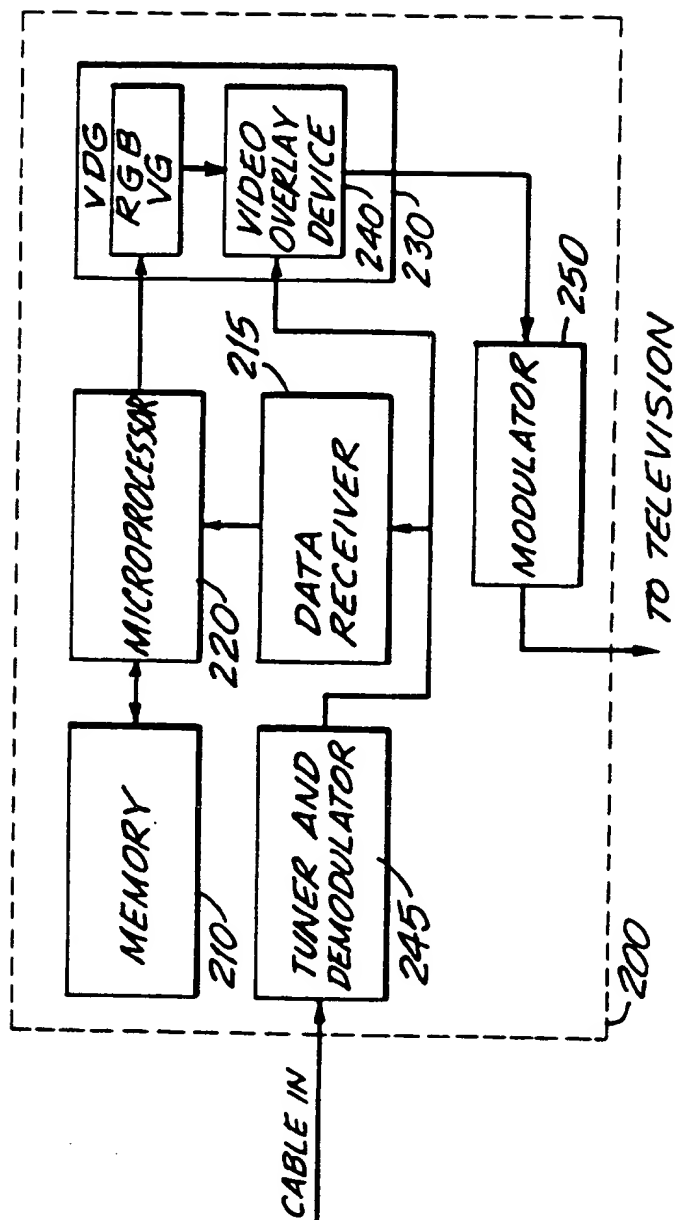 VDG
RGB
VG
VIDEO
OVERLAY
DEVICE
240
230
MICROPROCESSOR
220
215
DATA
RECEIVER
MEMORY
210
TUNER AND
DEMODULATOR
245
CABLE IN
MODULATOR
250
TO TELEVISION
200